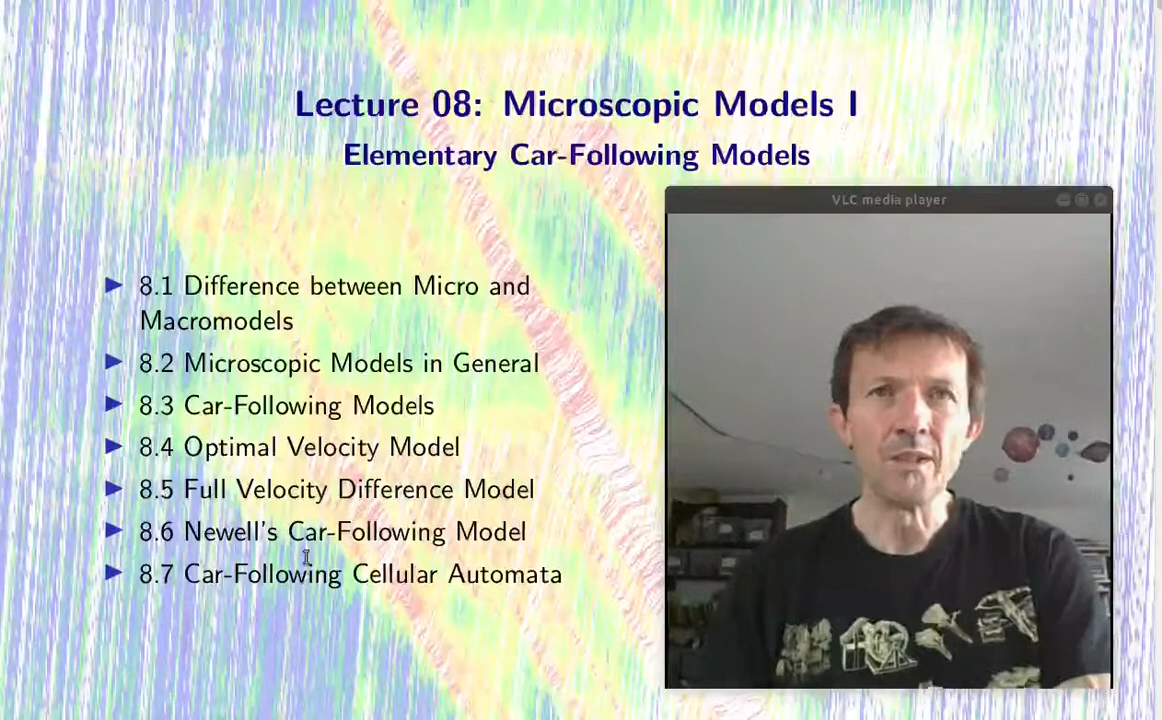 Lecture 08: Microscopic Models I
Elementary Car-Following Models
VLC media player
8.1 Difference between Micro and
Macromodels
8.2 Microscopic Models in General
8.3 Car-Following Models
8.4 Optimal Velocity Model
8.5 Full Velocity Difference Model
8.6 Newell's Car-Following Model
8.7 Car-Following Cellular Automata